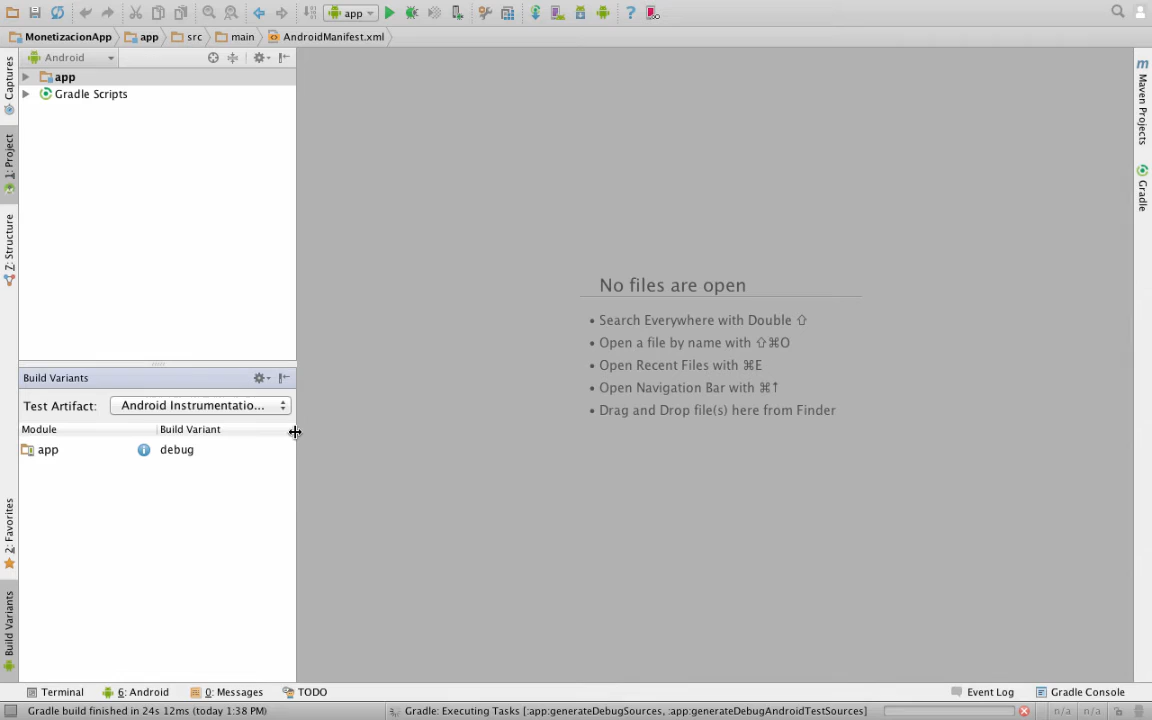 app
MonetizacionApp
app
src
main
AndroidManifest.xml
Captures
1: Project
Z: Structure
2: Favorites
Build Variants
Android
app
Gradle Scripts
Build Variants
Test Artifact:
Android Instrumentatio...
Module
Build Variant
app
debug
No files are open
• Search Everywhere with Double ⇧
• Open a file by name with ⇧⌘O
• Open Recent Files with ⌘E
• Open Navigation Bar with ⌘↑
• Drag and Drop file(s) here from Finder
Maven Projects
Gradle
Terminal
6: Android
0: Messages
TODO
Event Log
Gradle Console
Gradle build finished in 24s 12ms (today 1:38 PM)
Gradle: Executing Tasks [:app:generateDebugSources, :app:generateDebugAndroidTestSources]
n/a
n/a